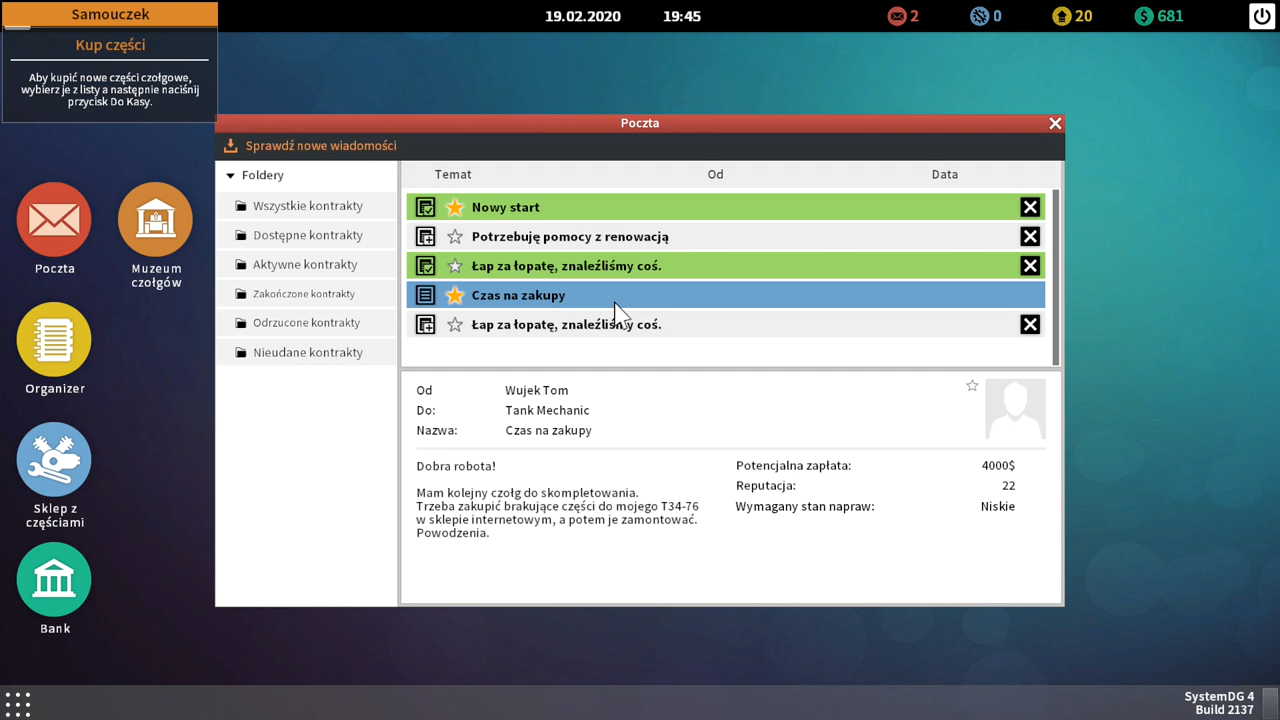 Samouczek
19.02.2020
19:45
2
0
20
681
Kup części
Aby kupić nowe części czołgowe,
wybierz je z listy a następnie naciśnij
przycisk Do Kasy.
Poczta
Sprawdź nowe wiadomości
Foldery
Wszystkie kontrakty
Dostępne kontrakty
Aktywne kontrakty
Zakończone kontrakty
Odrzucone kontrakty
Nieudane kontrakty
Temat
Od
Data
Nowy start
Potrzebuję pomocy z renowacją
Łap za łopatę, znaleźliśmy coś.
Czas na zakupy
Łap za łopatę, znaleźliśmy coś.
Od
Wujek Tom
Do:
Tank Mechanic
Nazwa:
Czas na zakupy
Dobra robota!
Mam kolejny czołg do skompletowania.
Trzeba zakupić brakujące części do mojego T34-76
w sklepie internetowym, a potem je zamontować.
Powodzenia.
Potencjalna zapłata:
4000$
Reputacja:
22
Wymagany stan napraw:
Niskie
Poczta
Muzeum
czołgów
Organizer
Sklep z
częściami
Bank
SystemDG 4
Build 2137